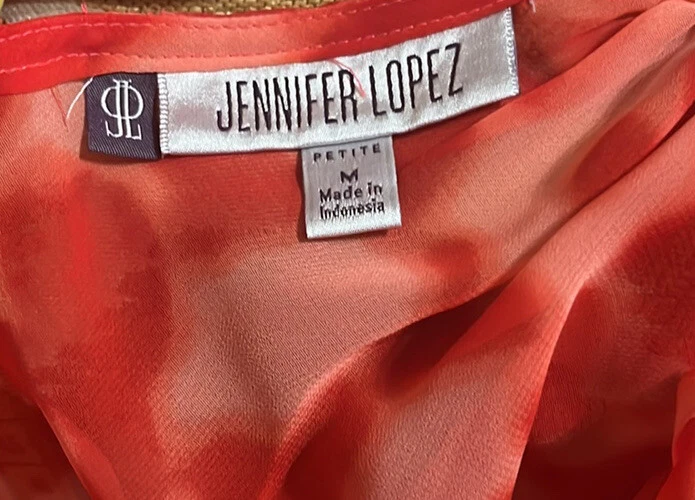 JL JENNIFER LOPEZ
PETITE
M
Made in
Indonesia